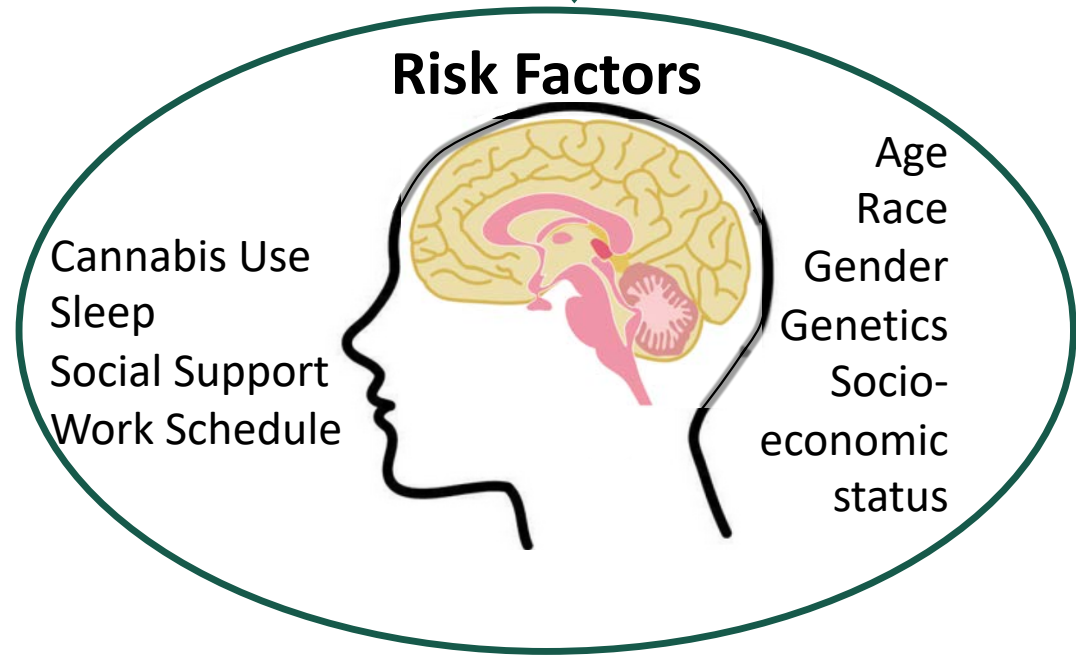 Risk Factors
Cannabis Use
Sleep
Social Support
Work Schedule
Age
Race
Gender
Genetics
Socio-
economic
status